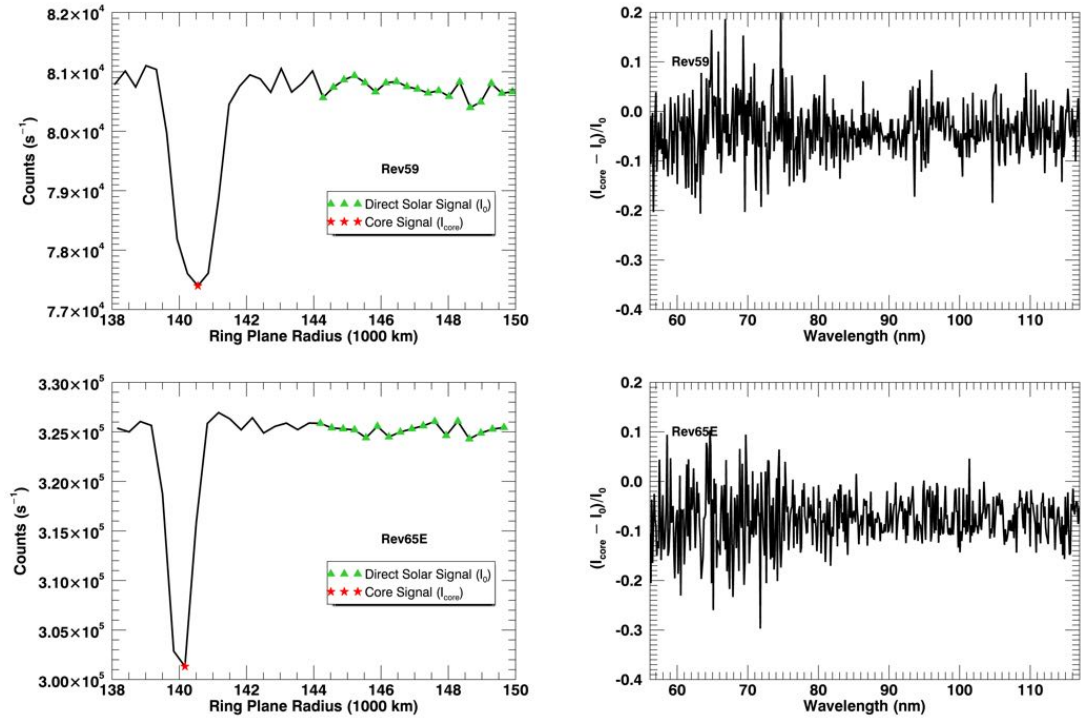 8.2×10⁴
8.1×10⁴
8.0×10⁴
7.9×10⁴
7.8×10⁴
7.7×10⁴
Counts (s⁻¹)
Rev59
Direct Solar Signal (I₀)
Core Signal (I_core)
138 140 142 144 146 148 150
Ring Plane Radius (1000 km)
0.2
0.1
0.0
-0.1
-0.2
-0.3
-0.4
(I_core − I₀)/I₀
Rev59
60 70 80 90 100 110
Wavelength (nm)
3.30×10⁵
3.25×10⁵
3.20×10⁵
3.15×10⁵
3.10×10⁵
3.05×10⁵
3.00×10⁵
Counts (s⁻¹)
Rev65E
Direct Solar Signal (I₀)
Core Signal (I_core)
138 140 142 144 146 148 150
Ring Plane Radius (1000 km)
0.2
0.1
0.0
-0.1
-0.2
-0.3
-0.4
(I_core − I₀)/I₀
Rev65E
60 70 80 90 100 110
Wavelength (nm)